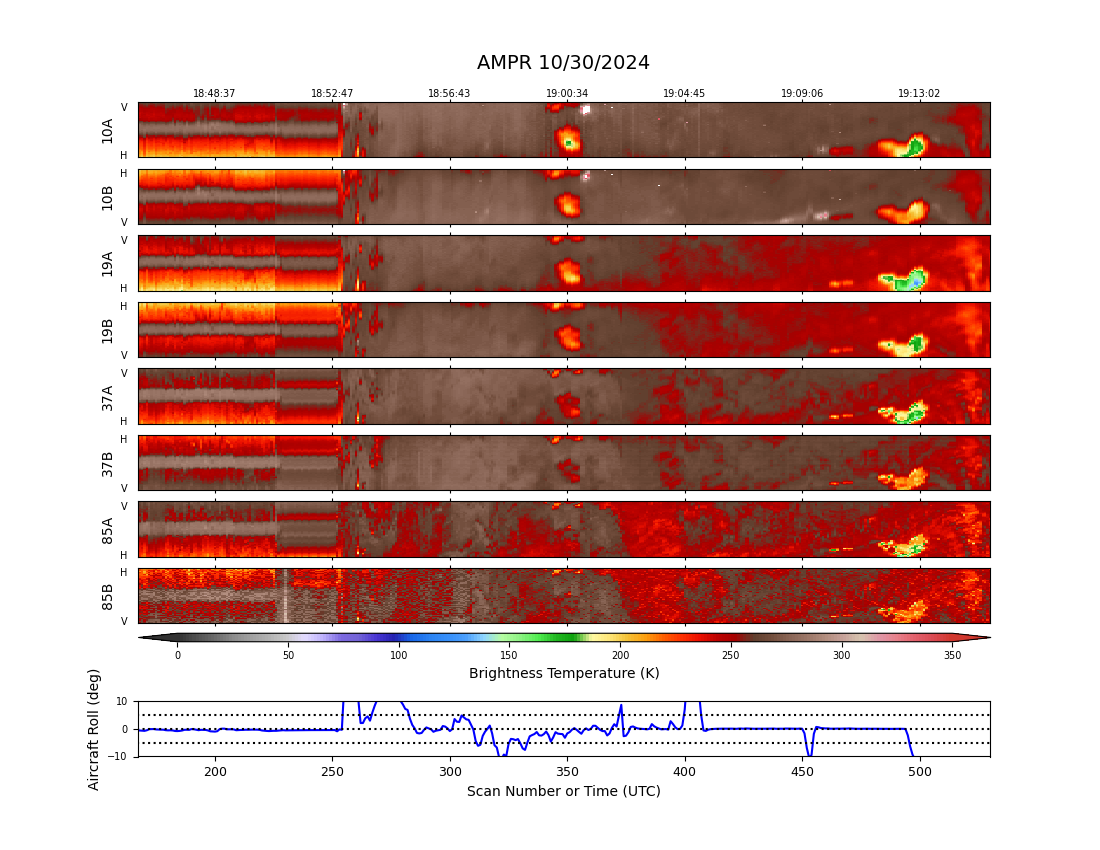 AMPR 10/30/2024
18:48:37 18:52:47 18:56:43 19:00:34 19:04:45 19:09:06 19:13:02
V
10A
H
H
10B
V
V
19A
H
H
19B
V
V
37A
H
H
37B
V
V
85A
H
H
85B
V
0 50 100 150 200 250 300 350
Brightness Temperature (K)
Aircraft Roll (deg)
10
0
−10
200 250 300 350 400 450 500
Scan Number or Time (UTC)